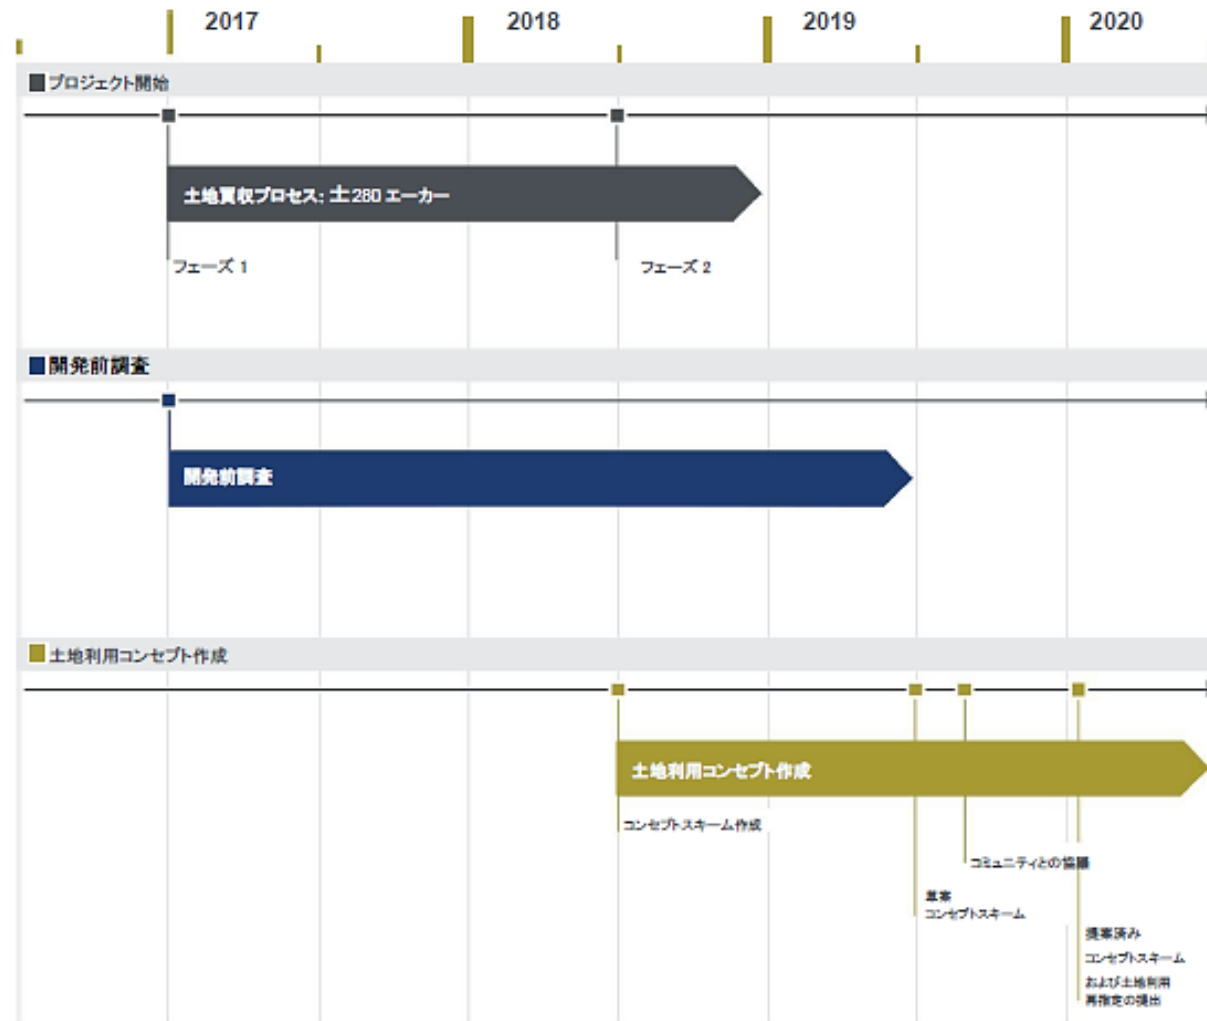 2017 2018 2019 2020
プロジェクト開始
土地買収プロセス: 土280 エーカー
フェーズ 1
フェーズ 2
開発前調査
開発前調査
土地利用コンセプト作成
土地利用コンセプト作成
コンセプトスキーム作成
コミュニティとの協議
草案
コンセプトスキーム
提案済み
コンセプトスキーム
および土地利用
再指定の提出